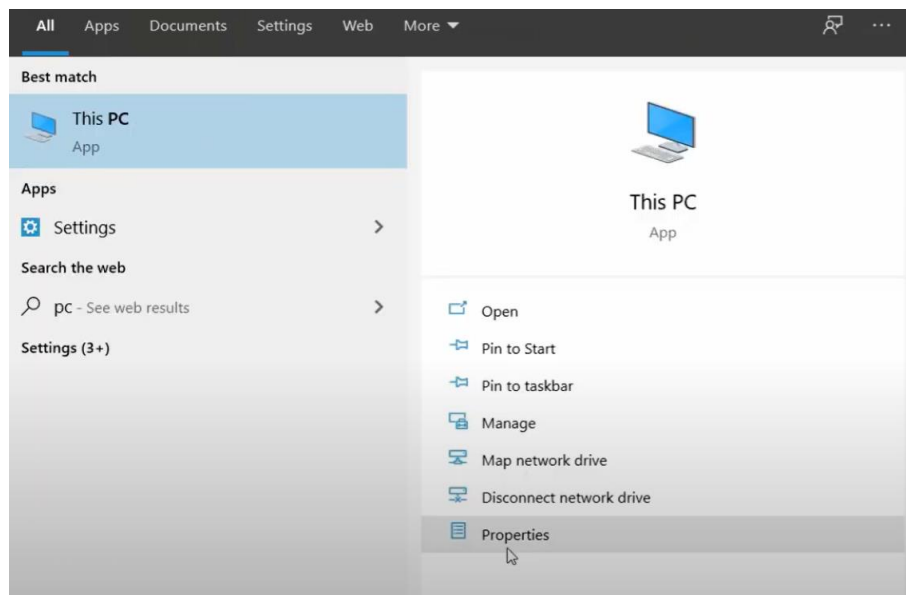 All Apps Documents Settings Web More
Best match
This PC
App
Apps
Settings
Search the web
pc - See web results
Settings (3+)
This PC
App
Open
Pin to Start
Pin to taskbar
Manage
Map network drive
Disconnect network drive
Properties